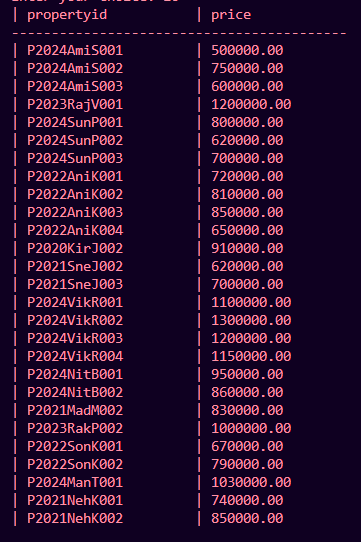 | propertyid | price
----------------------------------------
| P2024AmiS001 | 500000.00
| P2024AmiS002 | 750000.00
| P2024AmiS003 | 600000.00
| P2023RajV001 | 1200000.00
| P2024SunP001 | 800000.00
| P2024SunP002 | 620000.00
| P2024SunP003 | 700000.00
| P2022AniK001 | 720000.00
| P2022AniK002 | 810000.00
| P2022AniK003 | 850000.00
| P2022AniK004 | 650000.00
| P2020KirJ002 | 910000.00
| P2021SneJ002 | 620000.00
| P2021SneJ003 | 700000.00
| P2024VikR001 | 1100000.00
| P2024VikR002 | 1300000.00
| P2024VikR003 | 1200000.00
| P2024VikR004 | 1150000.00
| P2024NitB001 | 950000.00
| P2024NitB002 | 860000.00
| P2021MadM002 | 830000.00
| P2023RakP002 | 1000000.00
| P2022SonK001 | 670000.00
| P2022SonK002 | 790000.00
| P2024ManT001 | 1030000.00
| P2021NehK001 | 740000.00
| P2021NehK002 | 850000.00